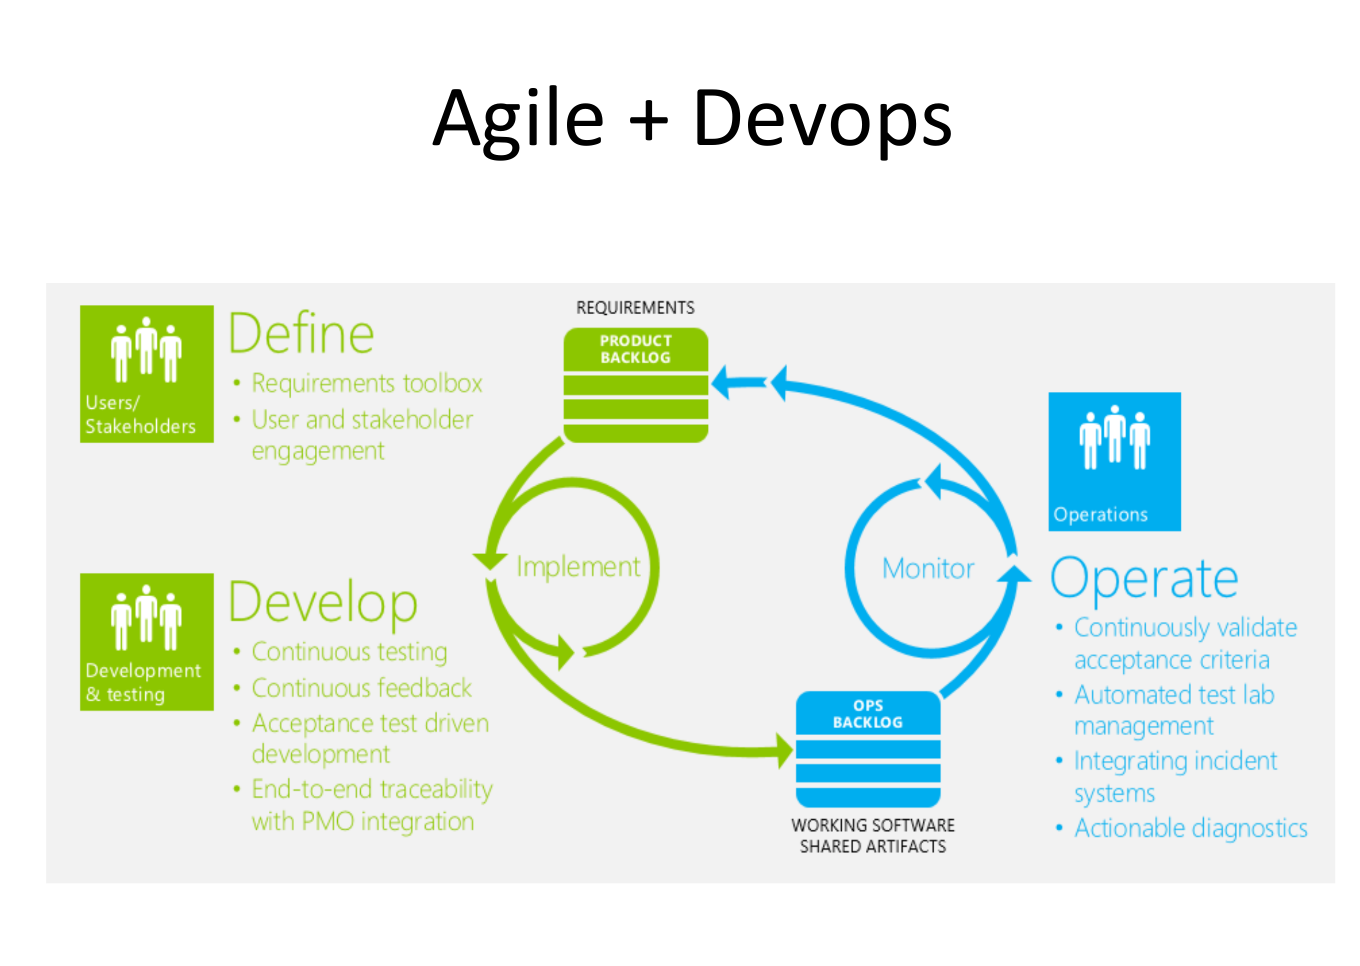 Agile + Devops
Users/
Stakeholders
Define
• Requirements toolbox
• User and stakeholder
engagement
Development
& testing
Develop
• Continuous testing
• Continuous feedback
• Acceptance test driven
development
• End-to-end traceability
with PMO integration
REQUIREMENTS
PRODUCT
BACKLOG
Implement
Monitor
OPS
BACKLOG
WORKING SOFTWARE
SHARED ARTIFACTS
Operations
Operate
• Continuously validate
acceptance criteria
• Automated test lab
management
• Integrating incident
systems
• Actionable diagnostics